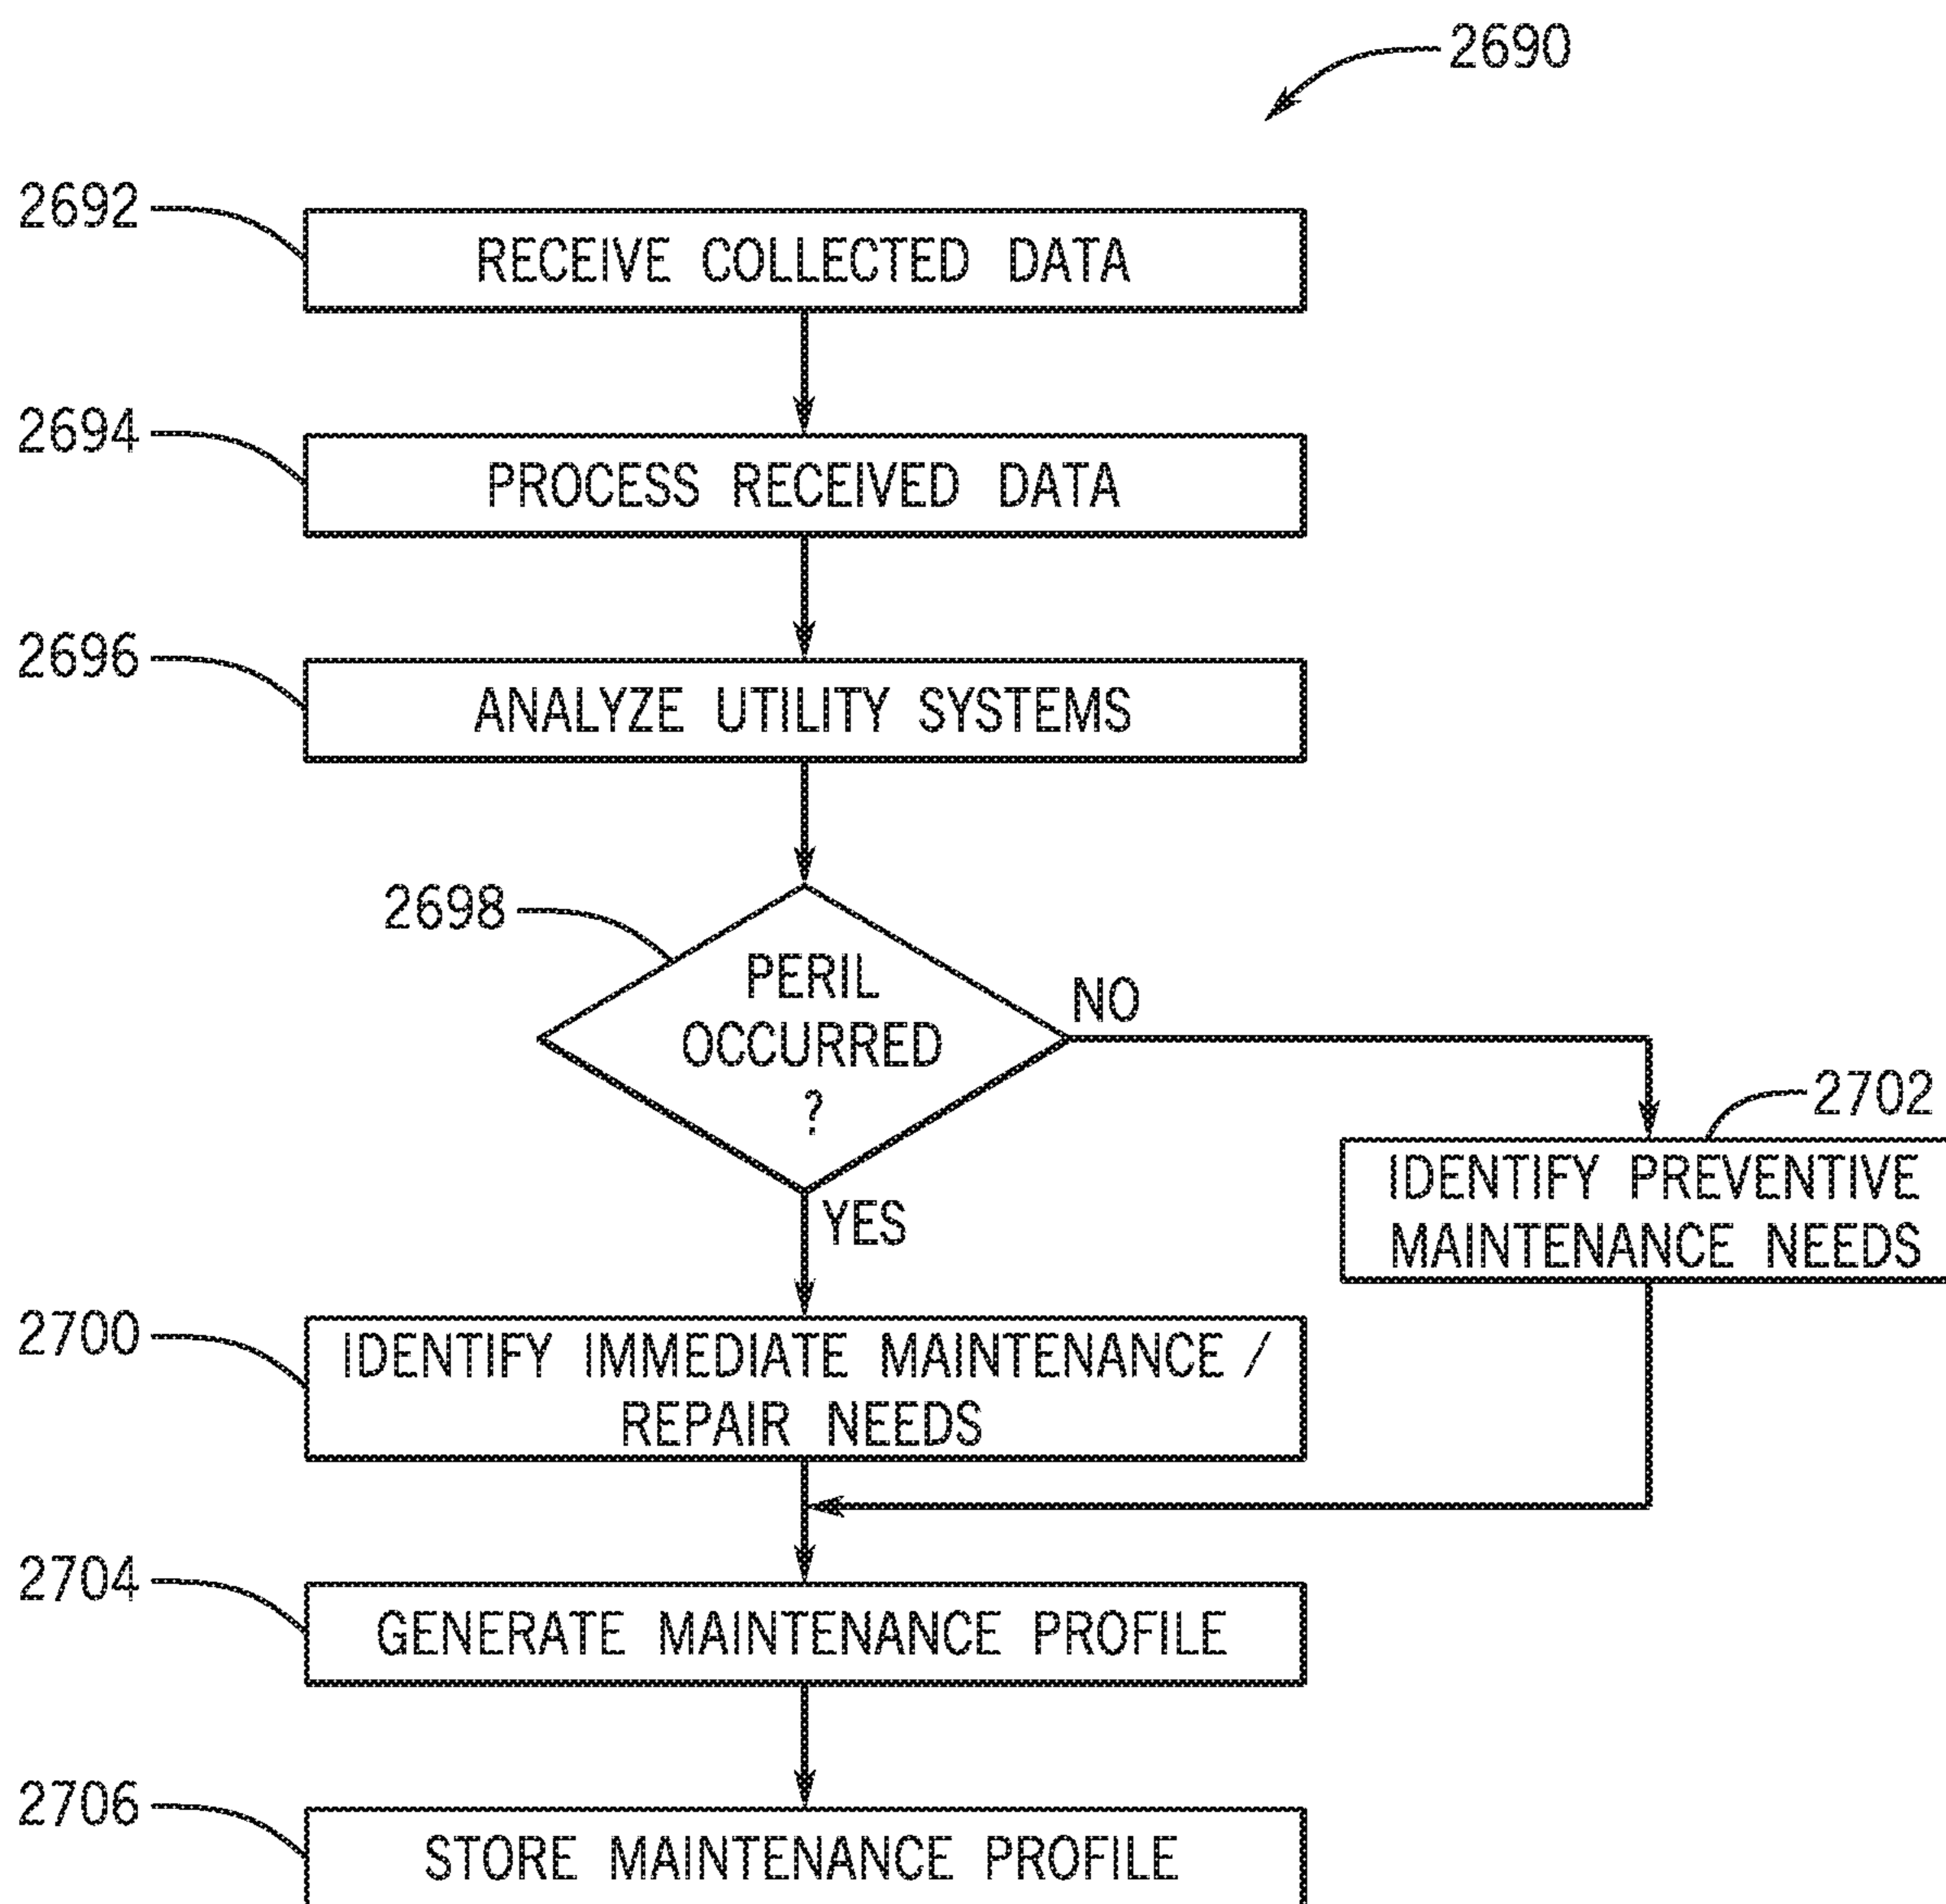 2690
2692
RECEIVE COLLECTED DATA
2694
PROCESS RECEIVED DATA
2696
ANALYZE UTILITY SYSTEMS
2698
PERIL
OCCURRED
?
NO
YES
2702
IDENTIFY PREVENTIVE
MAINTENANCE NEEDS
2700
IDENTIFY IMMEDIATE MAINTENANCE /
REPAIR NEEDS
2704
GENERATE MAINTENANCE PROFILE
2706
STORE MAINTENANCE PROFILE